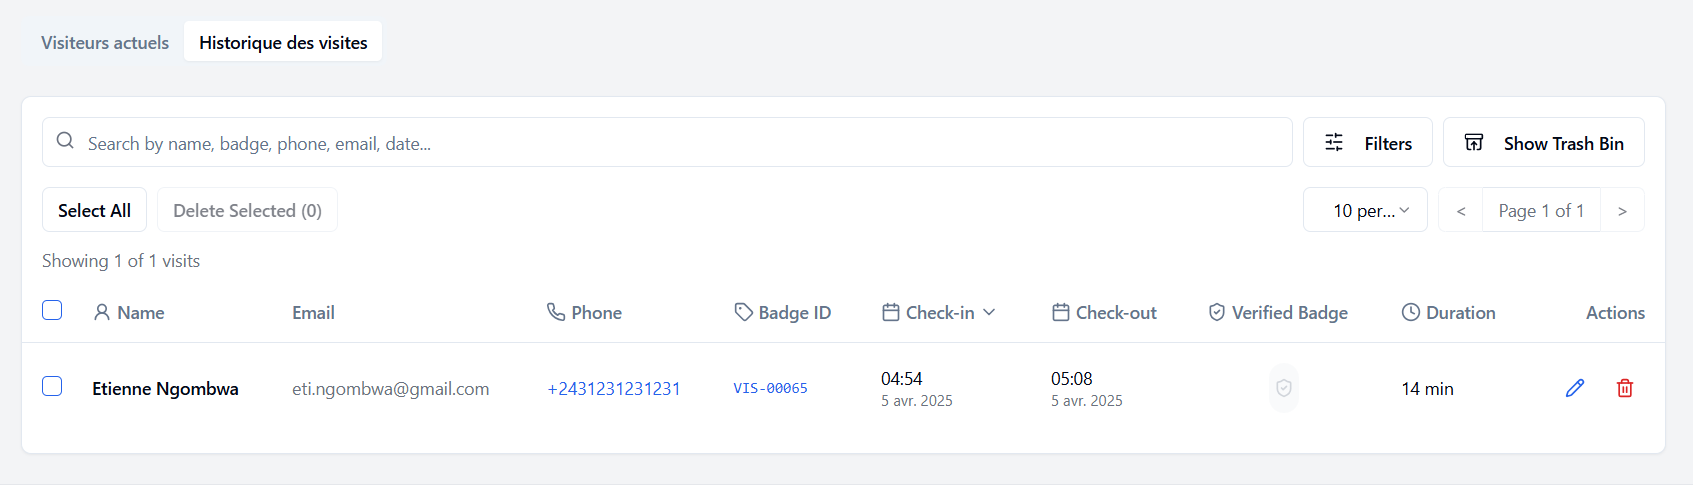 Visiteurs actuels Historique des visites
Search by name, badge, phone, email, date...
Filters
Show Trash Bin
Select All
Delete Selected (0)
10 per...
< Page 1 of 1 >
Showing 1 of 1 visits
Name Email Phone Badge ID Check-in Check-out Verified Badge Duration Actions
Etienne Ngombwa eti.ngombwa@gmail.com +2431231231231 VIS-00065 04:54 05:08 14 min
5 avr. 2025 5 avr. 2025